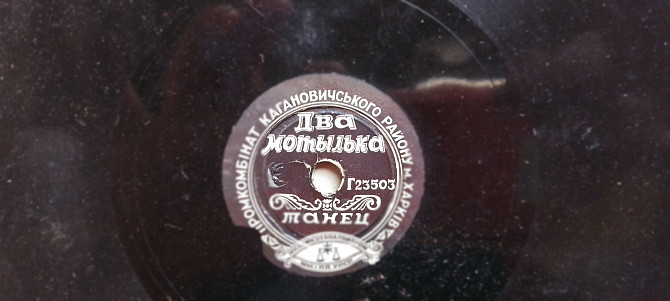 ПРОМКОМБІНАТ КАГАНОВИЧСЬКОГО РАЙОНУ М. ХАРКІВ
Два
мотылька
Г23503
танец